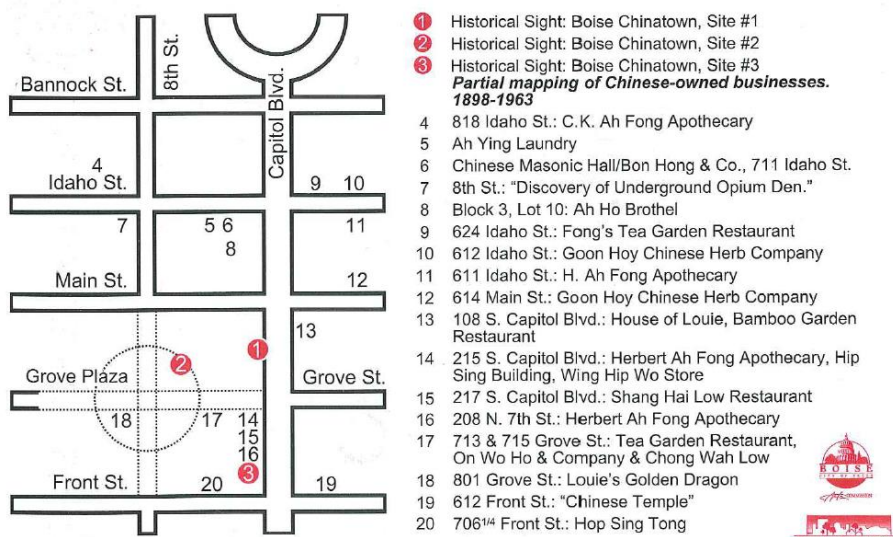 8th St.
Bannock St.
Capitol Blvd.
4
Idaho St.
9 10
7
5 6
11
8
Main St.
12
13
1
2
Grove Plaza
Grove St.
18
17
14
15
16
3
Front St.
20
19
1 Historical Sight: Boise Chinatown, Site #1
2 Historical Sight: Boise Chinatown, Site #2
3 Historical Sight: Boise Chinatown, Site #3
Partial mapping of Chinese-owned businesses.
1898-1963
4 818 Idaho St.: C.K. Ah Fong Apothecary
5 Ah Ying Laundry
6 Chinese Masonic Hall/Bon Hong & Co., 711 Idaho St.
7 8th St.: “Discovery of Underground Opium Den.”
8 Block 3, Lot 10: Ah Ho Brothel
9 624 Idaho St.: Fong's Tea Garden Restaurant
10 612 Idaho St.: Goon Hoy Chinese Herb Company
11 611 Idaho St.: H. Ah Fong Apothecary
12 614 Main St.: Goon Hoy Chinese Herb Company
13 108 S. Capitol Blvd.: House of Louie, Bamboo Garden
Restaurant
14 215 S. Capitol Blvd.: Herbert Ah Fong Apothecary, Hip
Sing Building, Wing Hip Wo Store
15 217 S. Capitol Blvd.: Shang Hai Low Restaurant
16 208 N. 7th St.: Herbert Ah Fong Apothecary
17 713 & 715 Grove St.: Tea Garden Restaurant,
On Wo Ho & Company & Chong Wah Low
18 801 Grove St.: Louie's Golden Dragon
19 612 Front St.: “Chinese Temple”
20 706 1/4 Front St.: Hop Sing Tong
BOISE